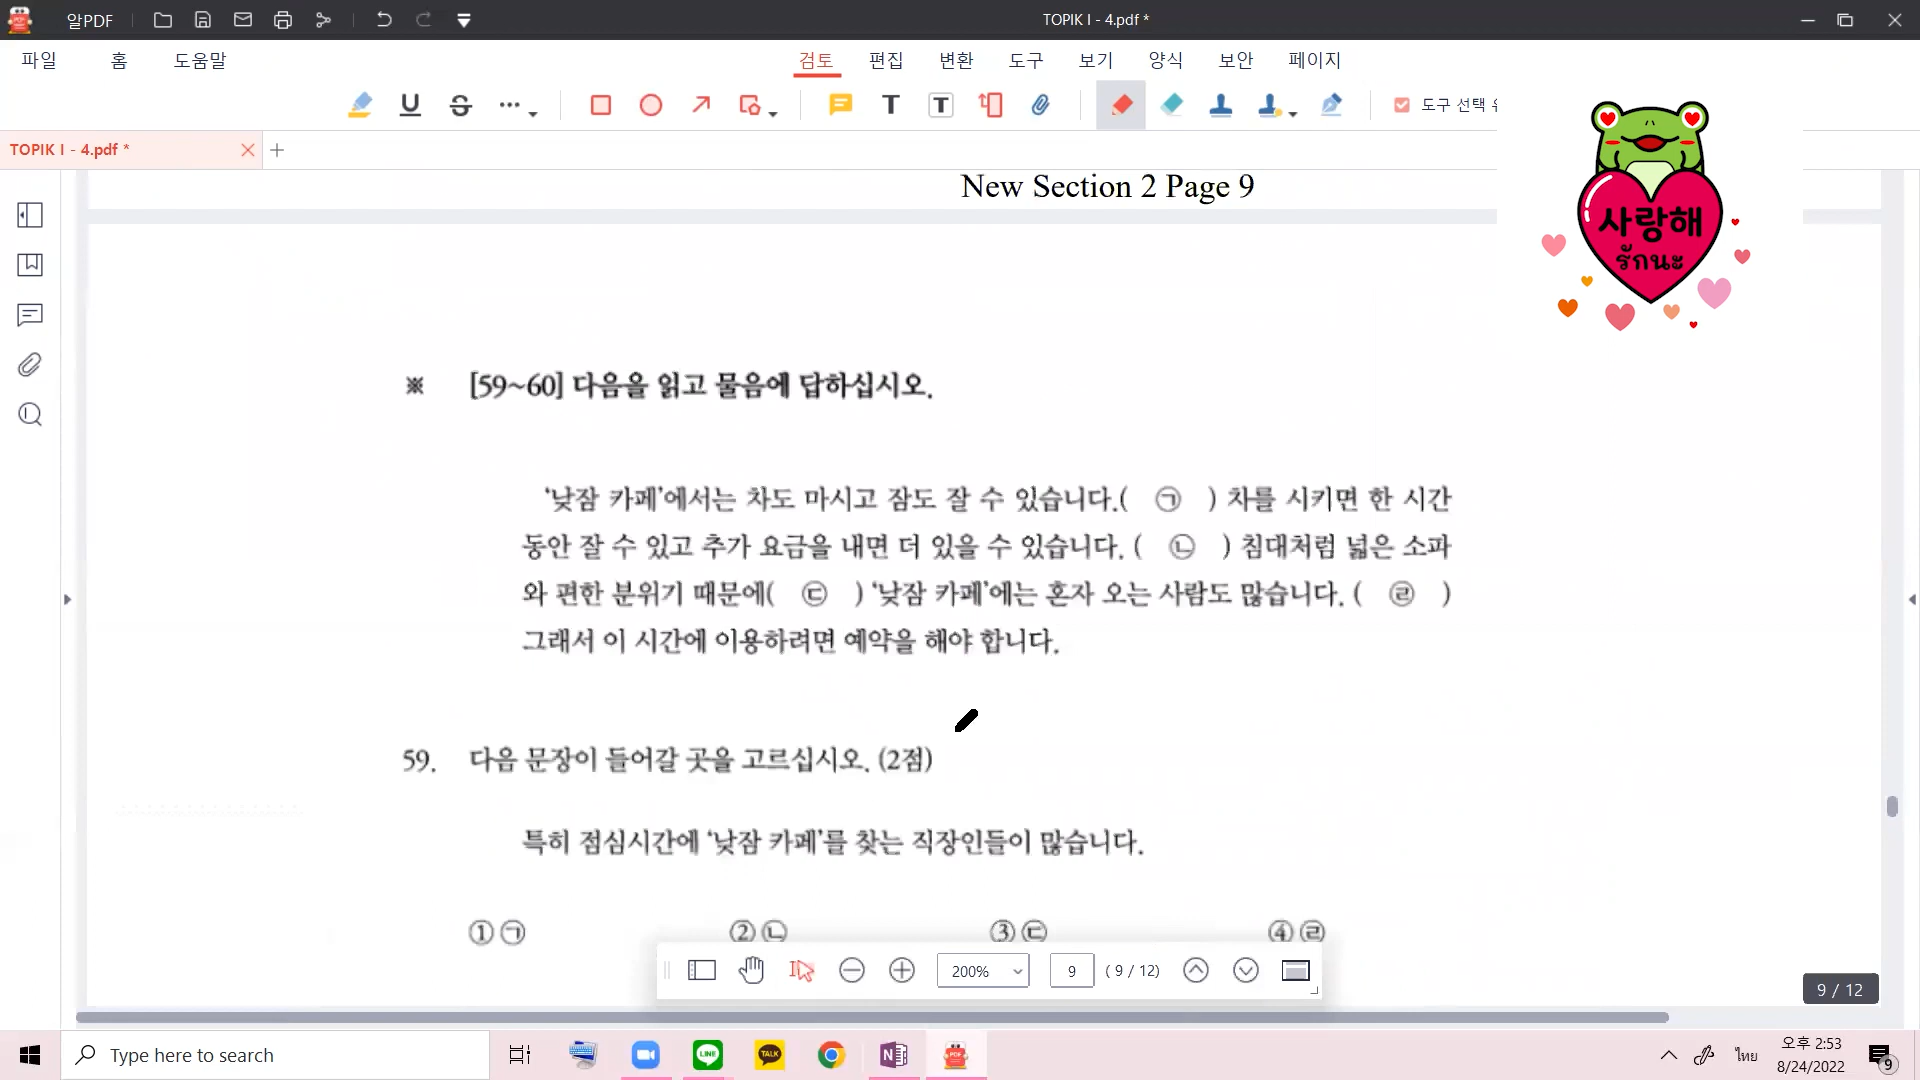 알PDF
TOPIK I - 4.pdf *
파일 홈 도움말 검토 편집 변환 도구 보기 양식 보안 페이지
도구 선택 유
TOPIK I - 4.pdf *
New Section 2 Page 9
사랑해
รักนะ
※ [59~60] 다음을 읽고 물음에 답하십시오.
‘낮잠 카페’에서는 차도 마시고 잠도 잘 수 있습니다.( ㉠ ) 차를 시키면 한 시간
동안 잘 수 있고 추가 요금을 내면 더 있을 수 있습니다. ( ㉡ ) 침대처럼 넓은 소파
와 편한 분위기 때문에( ㉢ ) ‘낮잠 카페’에는 혼자 오는 사람도 많습니다. ( ㉣ )
그래서 이 시간에 이용하려면 예약을 해야 합니다.
59. 다음 문장이 들어갈 곳을 고르십시오. (2점)
특히 점심시간에 ‘낮잠 카페’를 찾는 직장인들이 많습니다.
① ㉠ ② ㉡ ③ ㉢ ④ ㉣
200% 9 ( 9 / 12)
9 / 12
Type here to search
LINE
TALK
N
PDF
ไทย
오후 2:53
8/24/2022
9